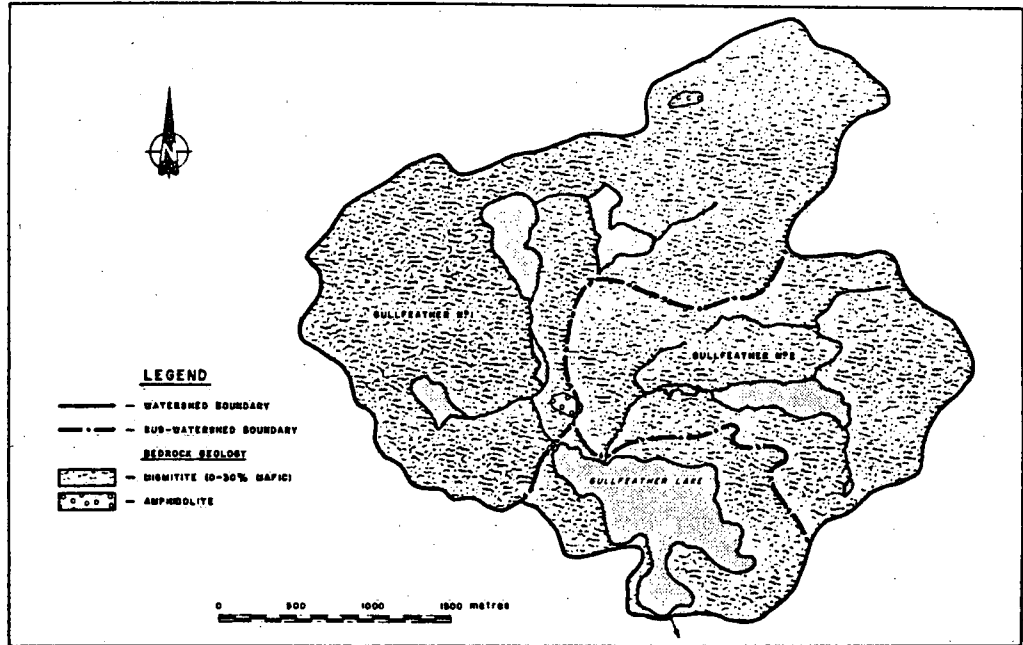 N
GULLFEATHER Nº1
GULLFEATHER Nº2
GULLFEATHER LAKE
LEGEND
— WATERSHED BOUNDARY
— SUB-WATERSHED BOUNDARY
BEDROCK GEOLOGY
— MIGMITITE (0-30% MAFIC)
— AMPHIBOLITE
0 500 1000 1500 metres